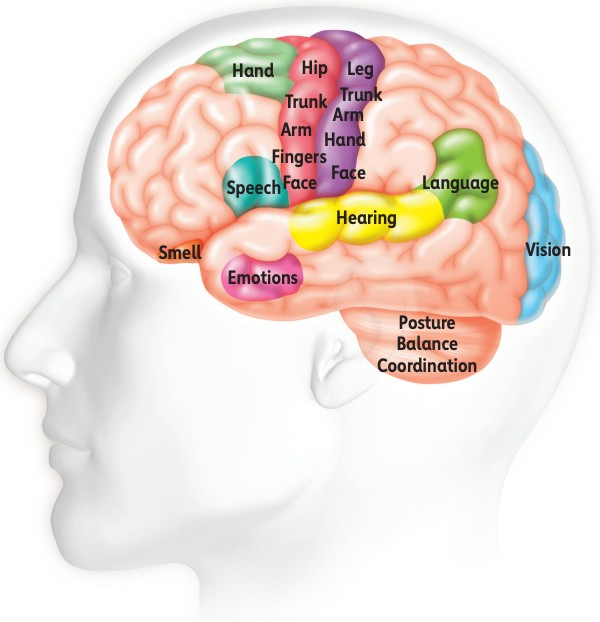 Hand
Hip
Leg
Trunk
Trunk
Arm
Arm
Hand
Fingers
Face
Face
Speech
Language
Hearing
Smell
Vision
Emotions
Posture
Balance
Coordination